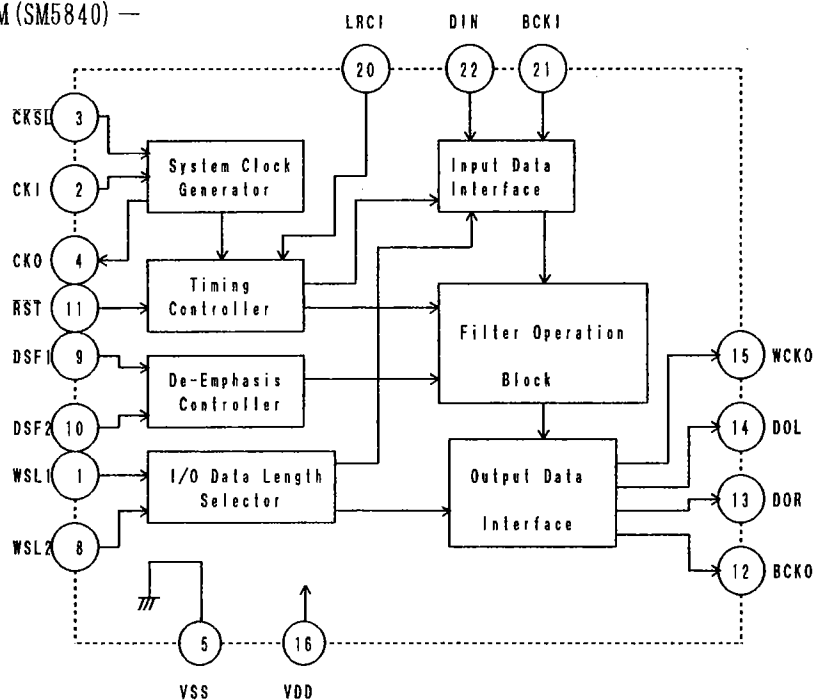 M (SM5840) —
LRCI DIN BCKI
20 22 21
CKSL 3
CKI 2
CKO 4
RST 11
DSF1 9
DSF2 10
WSL1 1
WSL2 8
System Clock
Generator
Input Data
Interface
Timing
Controller
Filter Operation
Block
De-Emphasis
Controller
I/O Data Length
Selector
Output Data
Interface
15 WCKO
14 DOL
13 DOR
12 BCKO
5 16
VSS VDD